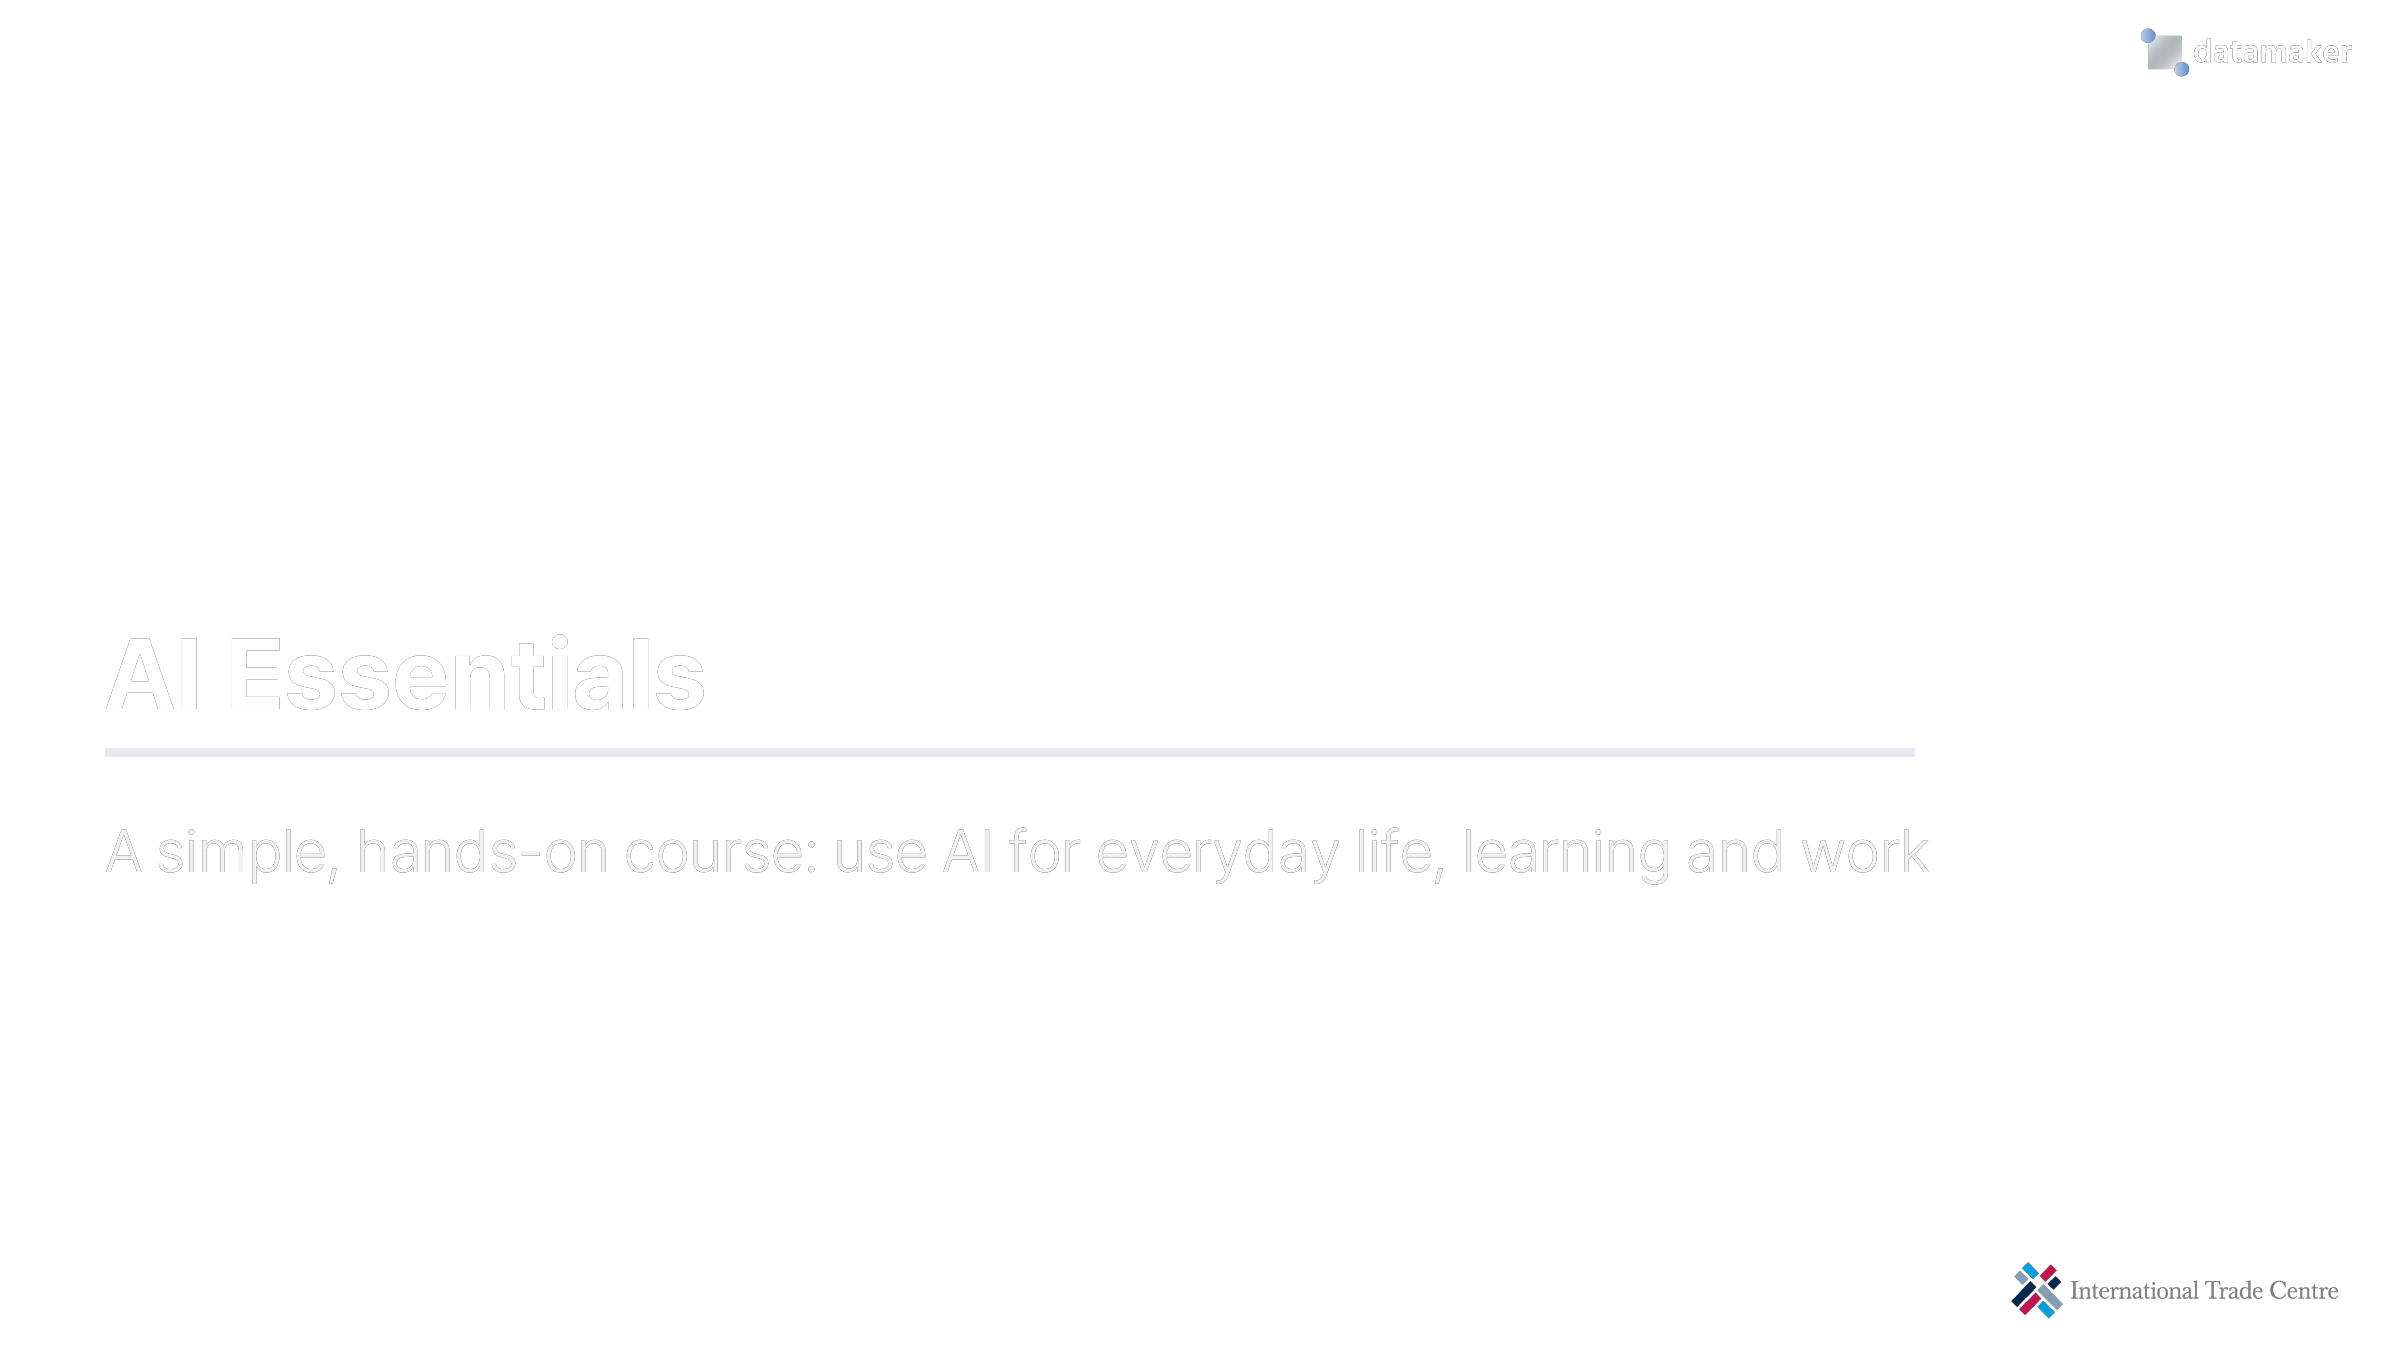 datamaker
AI Essentials
A simple, hands-on course: use AI for everyday life, learning and work
International Trade Centre